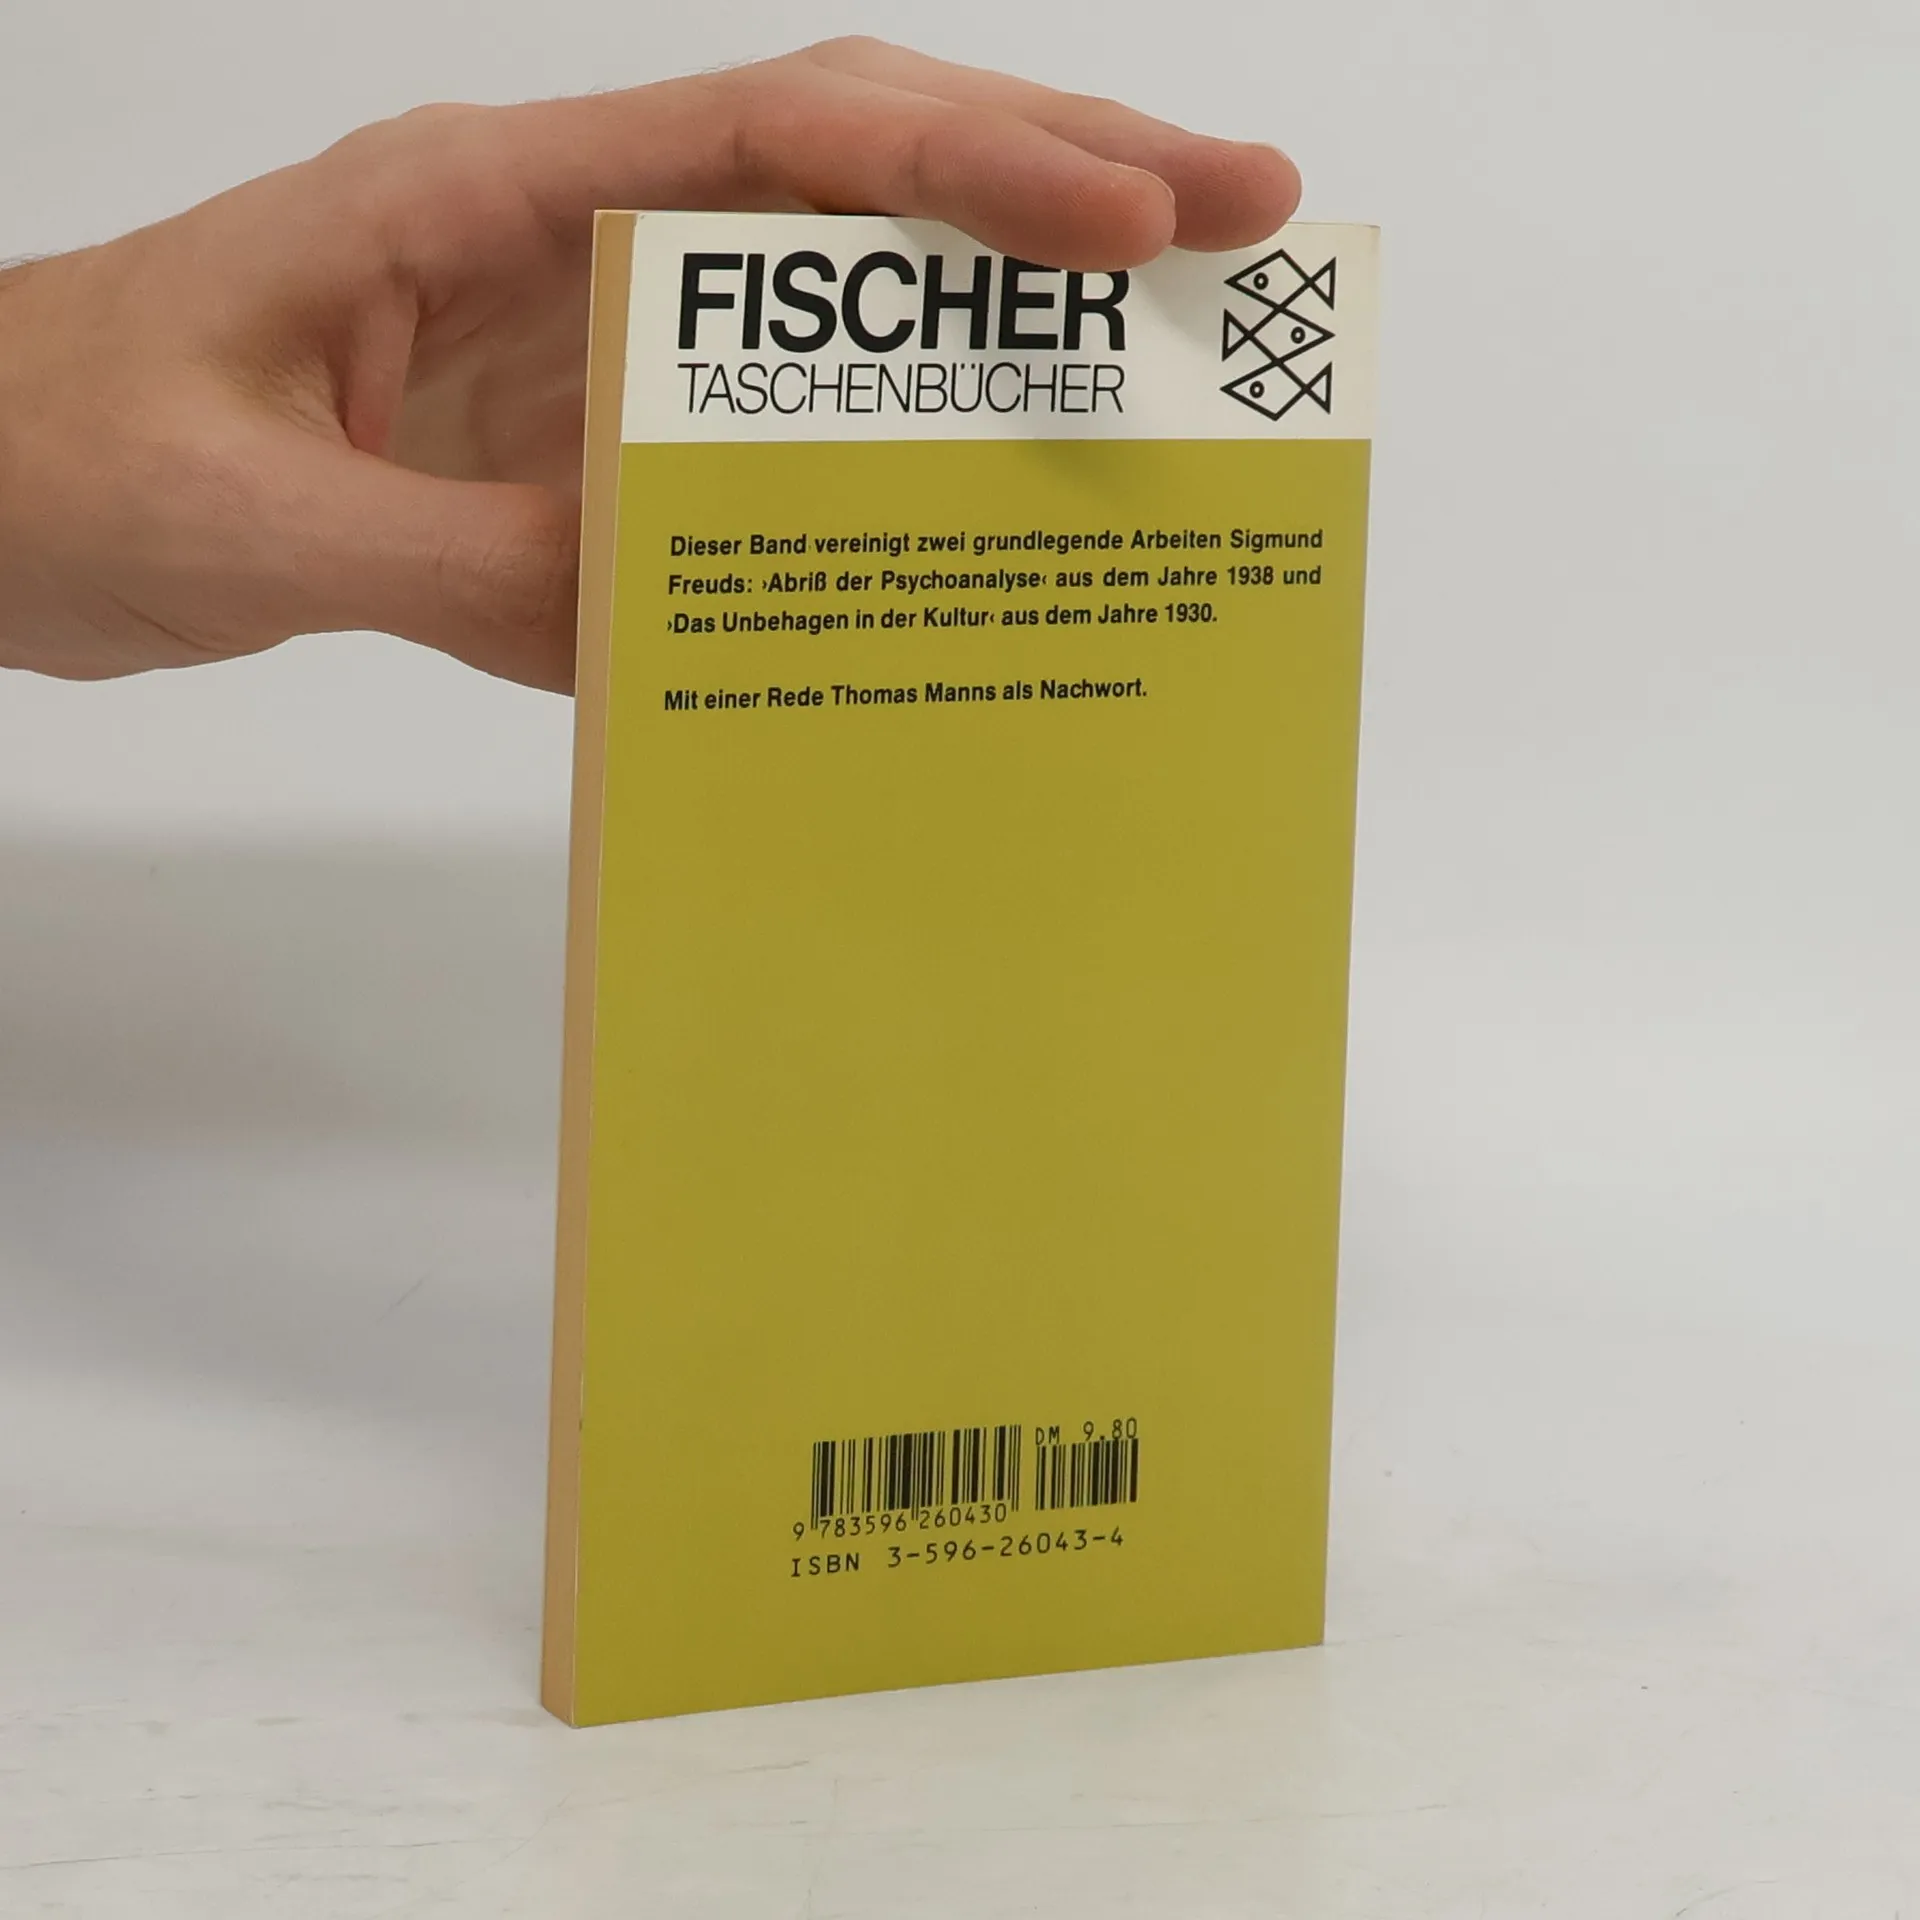 FISCHER
TASCHENBÜCHER
Dieser Band vereinigt zwei grundlegende Arbeiten Sigmund
Freuds: ›Abriß der Psychoanalyse‹ aus dem Jahre 1938 und
›Das Unbehagen in der Kultur‹ aus dem Jahre 1930.
Mit einer Rede Thomas Manns als Nachwort.
DM 9.80
9 783596 260430
ISBN 3-596-26043-4